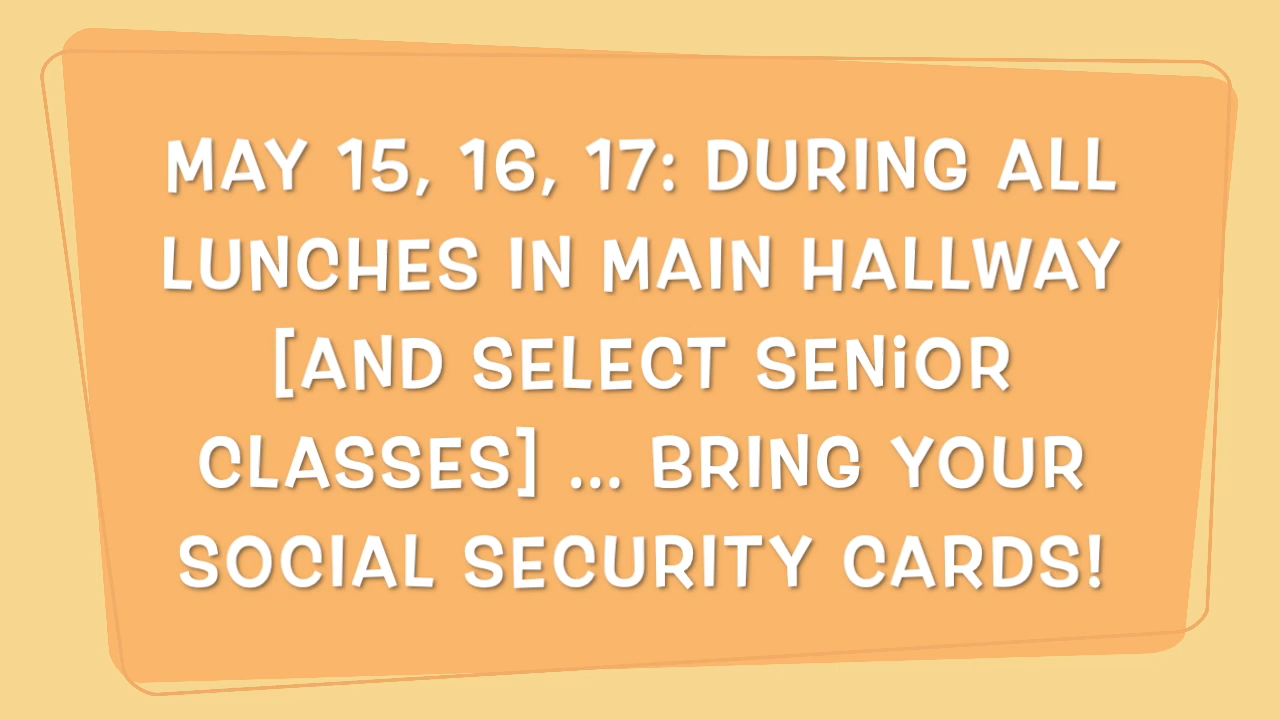 MAY 15, 16, 17: DURING ALL
LUNCHES IN MAIN HALLWAY
[AND SELECT SENiOR
CLASSES] ... BRING YOUR
SOCIAL SECURITY CARDS!